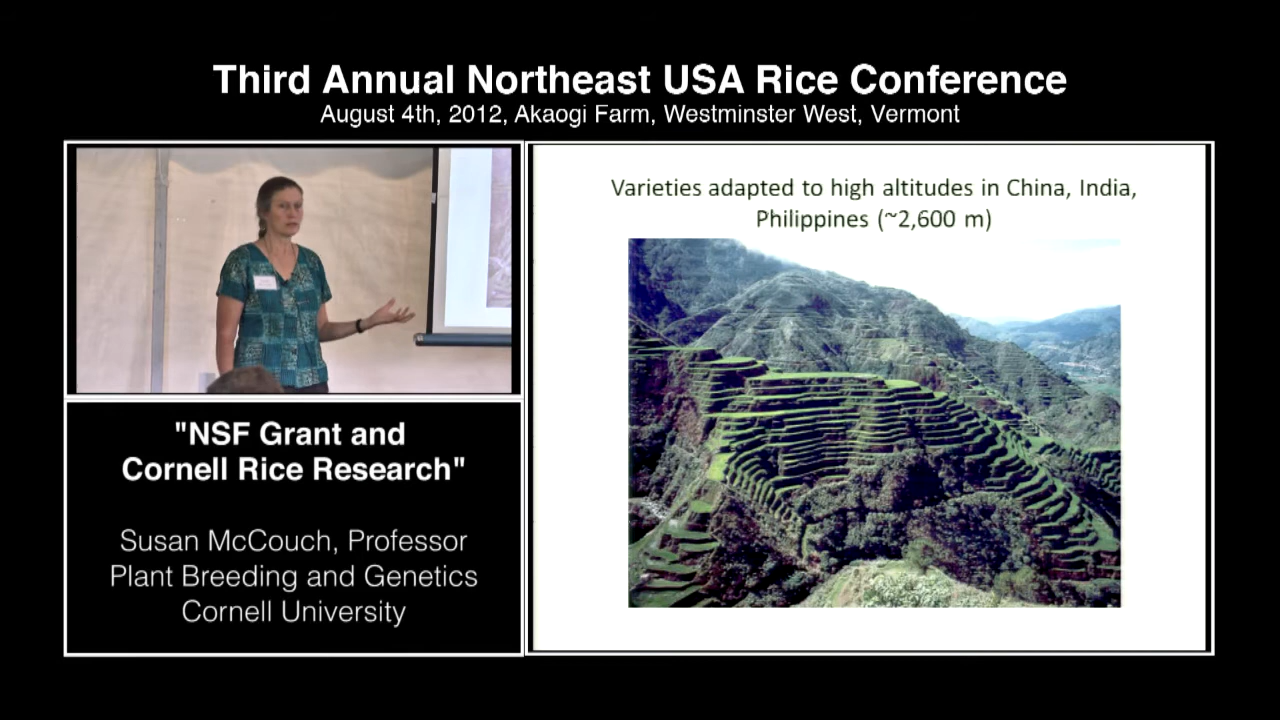 Third Annual Northeast USA Rice Conference
August 4th, 2012, Akaogi Farm, Westminster West, Vermont
"NSF Grant and
Cornell Rice Research"
Susan McCouch, Professor
Plant Breeding and Genetics
Cornell University
Varieties adapted to high altitudes in China, India,
Philippines (~2,600 m)